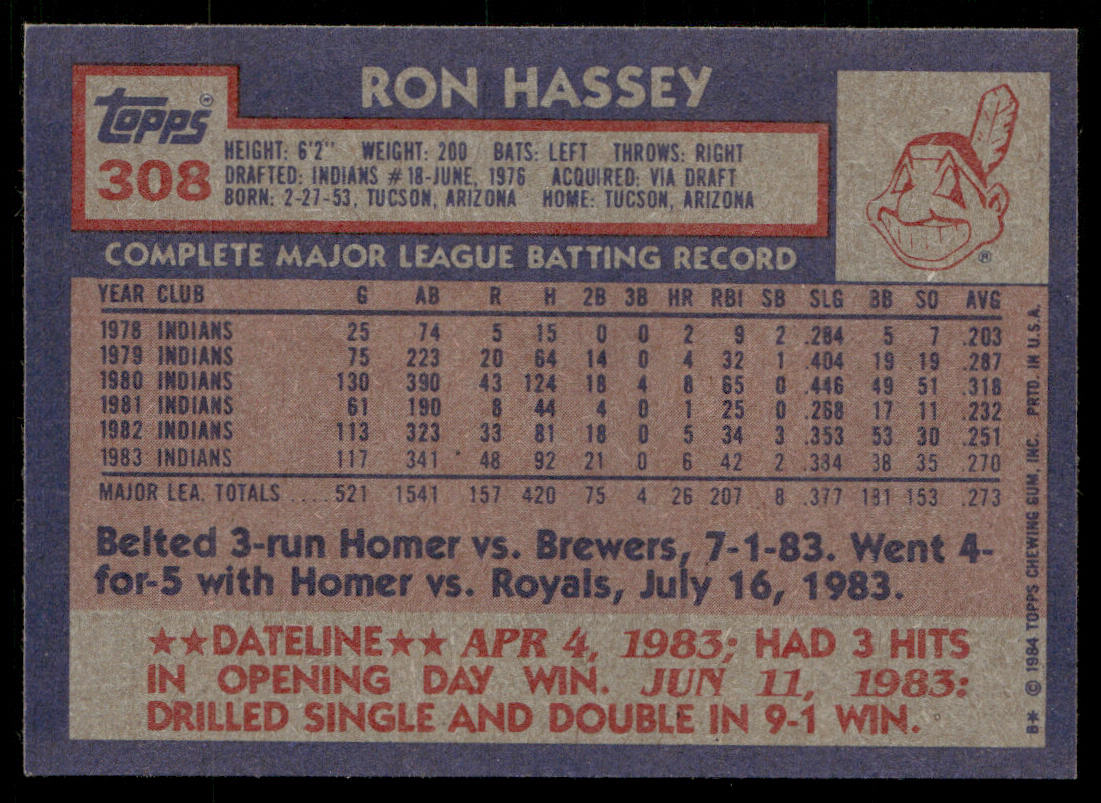 RON HASSEY
Topps®
308
HEIGHT: 6'2" WEIGHT: 200 BATS: LEFT THROWS: RIGHT
DRAFTED: INDIANS #18-JUNE, 1976 ACQUIRED: VIA DRAFT
BORN: 2-27-53, TUCSON, ARIZONA HOME: TUCSON, ARIZONA
®
COMPLETE MAJOR LEAGUE BATTING RECORD
YEAR CLUB G AB R H 2B 3B HR RBI SB SLG BB SO AVG
1978 INDIANS 25 74 5 15 0 0 2 9 2 .284 5 7 .203
1979 INDIANS 75 223 20 64 14 0 4 32 1 .404 19 19 .287
1980 INDIANS 130 390 43 124 18 4 8 65 0 .446 49 51 .318
1981 INDIANS 61 190 8 44 4 0 1 25 0 .268 17 11 .232
1982 INDIANS 113 323 33 81 18 0 5 34 3 .353 53 30 .251
1983 INDIANS 117 341 48 92 21 0 6 42 2 .384 38 35 .270
MAJOR LEA. TOTALS ..... 521 1541 157 420 75 4 26 207 8 .377 181 153 .273
Belted 3-run Homer vs. Brewers, 7-1-83. Went 4-
for-5 with Homer vs. Royals, July 16, 1983.
★★DATELINE★★ APR 4, 1983; HAD 3 HITS
IN OPENING DAY WIN. JUN 11, 1983:
DRILLED SINGLE AND DOUBLE IN 9-1 WIN.
B* © 1984 TOPPS CHEWING GUM, INC. PRTD. IN U.S.A.